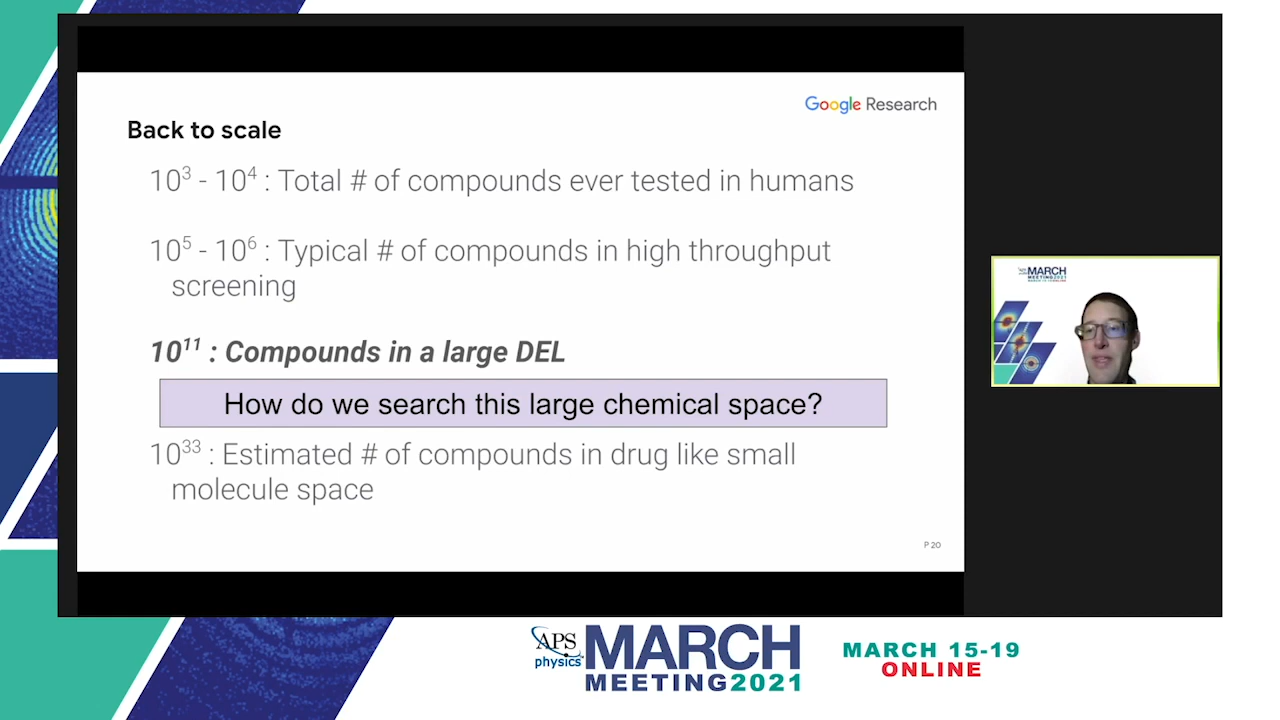 Google Research
Back to scale
10³ - 10⁴ : Total # of compounds ever tested in humans
10⁵ - 10⁶ : Typical # of compounds in high throughput
screening
10¹¹ : Compounds in a large DEL
How do we search this large chemical space?
10³³ : Estimated # of compounds in drug like small
molecule space
P 20
MARCH
MEETING2021
APS
physics
MARCH
MEETING2021
MARCH 15-19
ONLINE